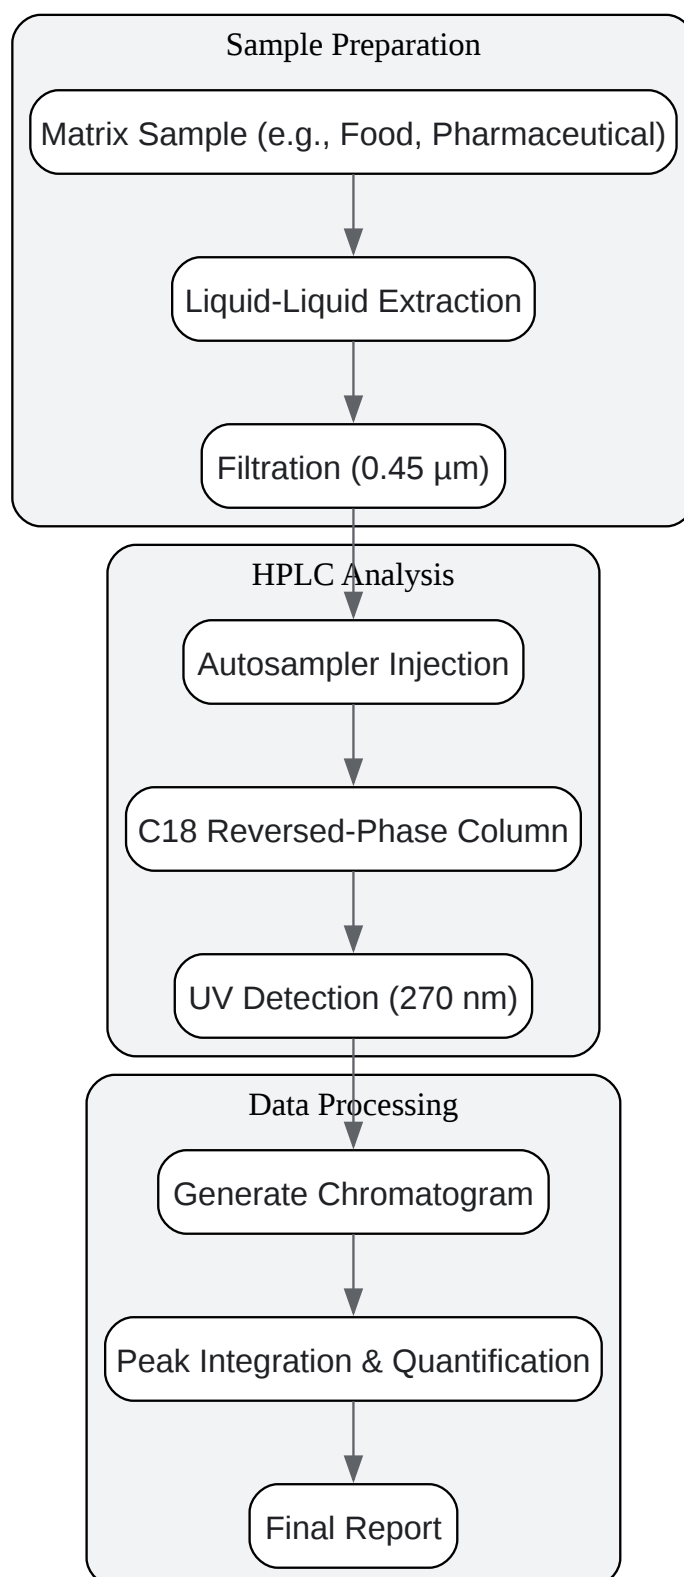 Sample Preparation
Matrix Sample (e.g., Food, Pharmaceutical)
Liquid-Liquid Extraction
Filtration (0.45 µm)
HPLC Analysis
Autosampler Injection
C18 Reversed-Phase Column
UV Detection (270 nm)
Data Processing
Generate Chromatogram
Peak Integration & Quantification
Final Report